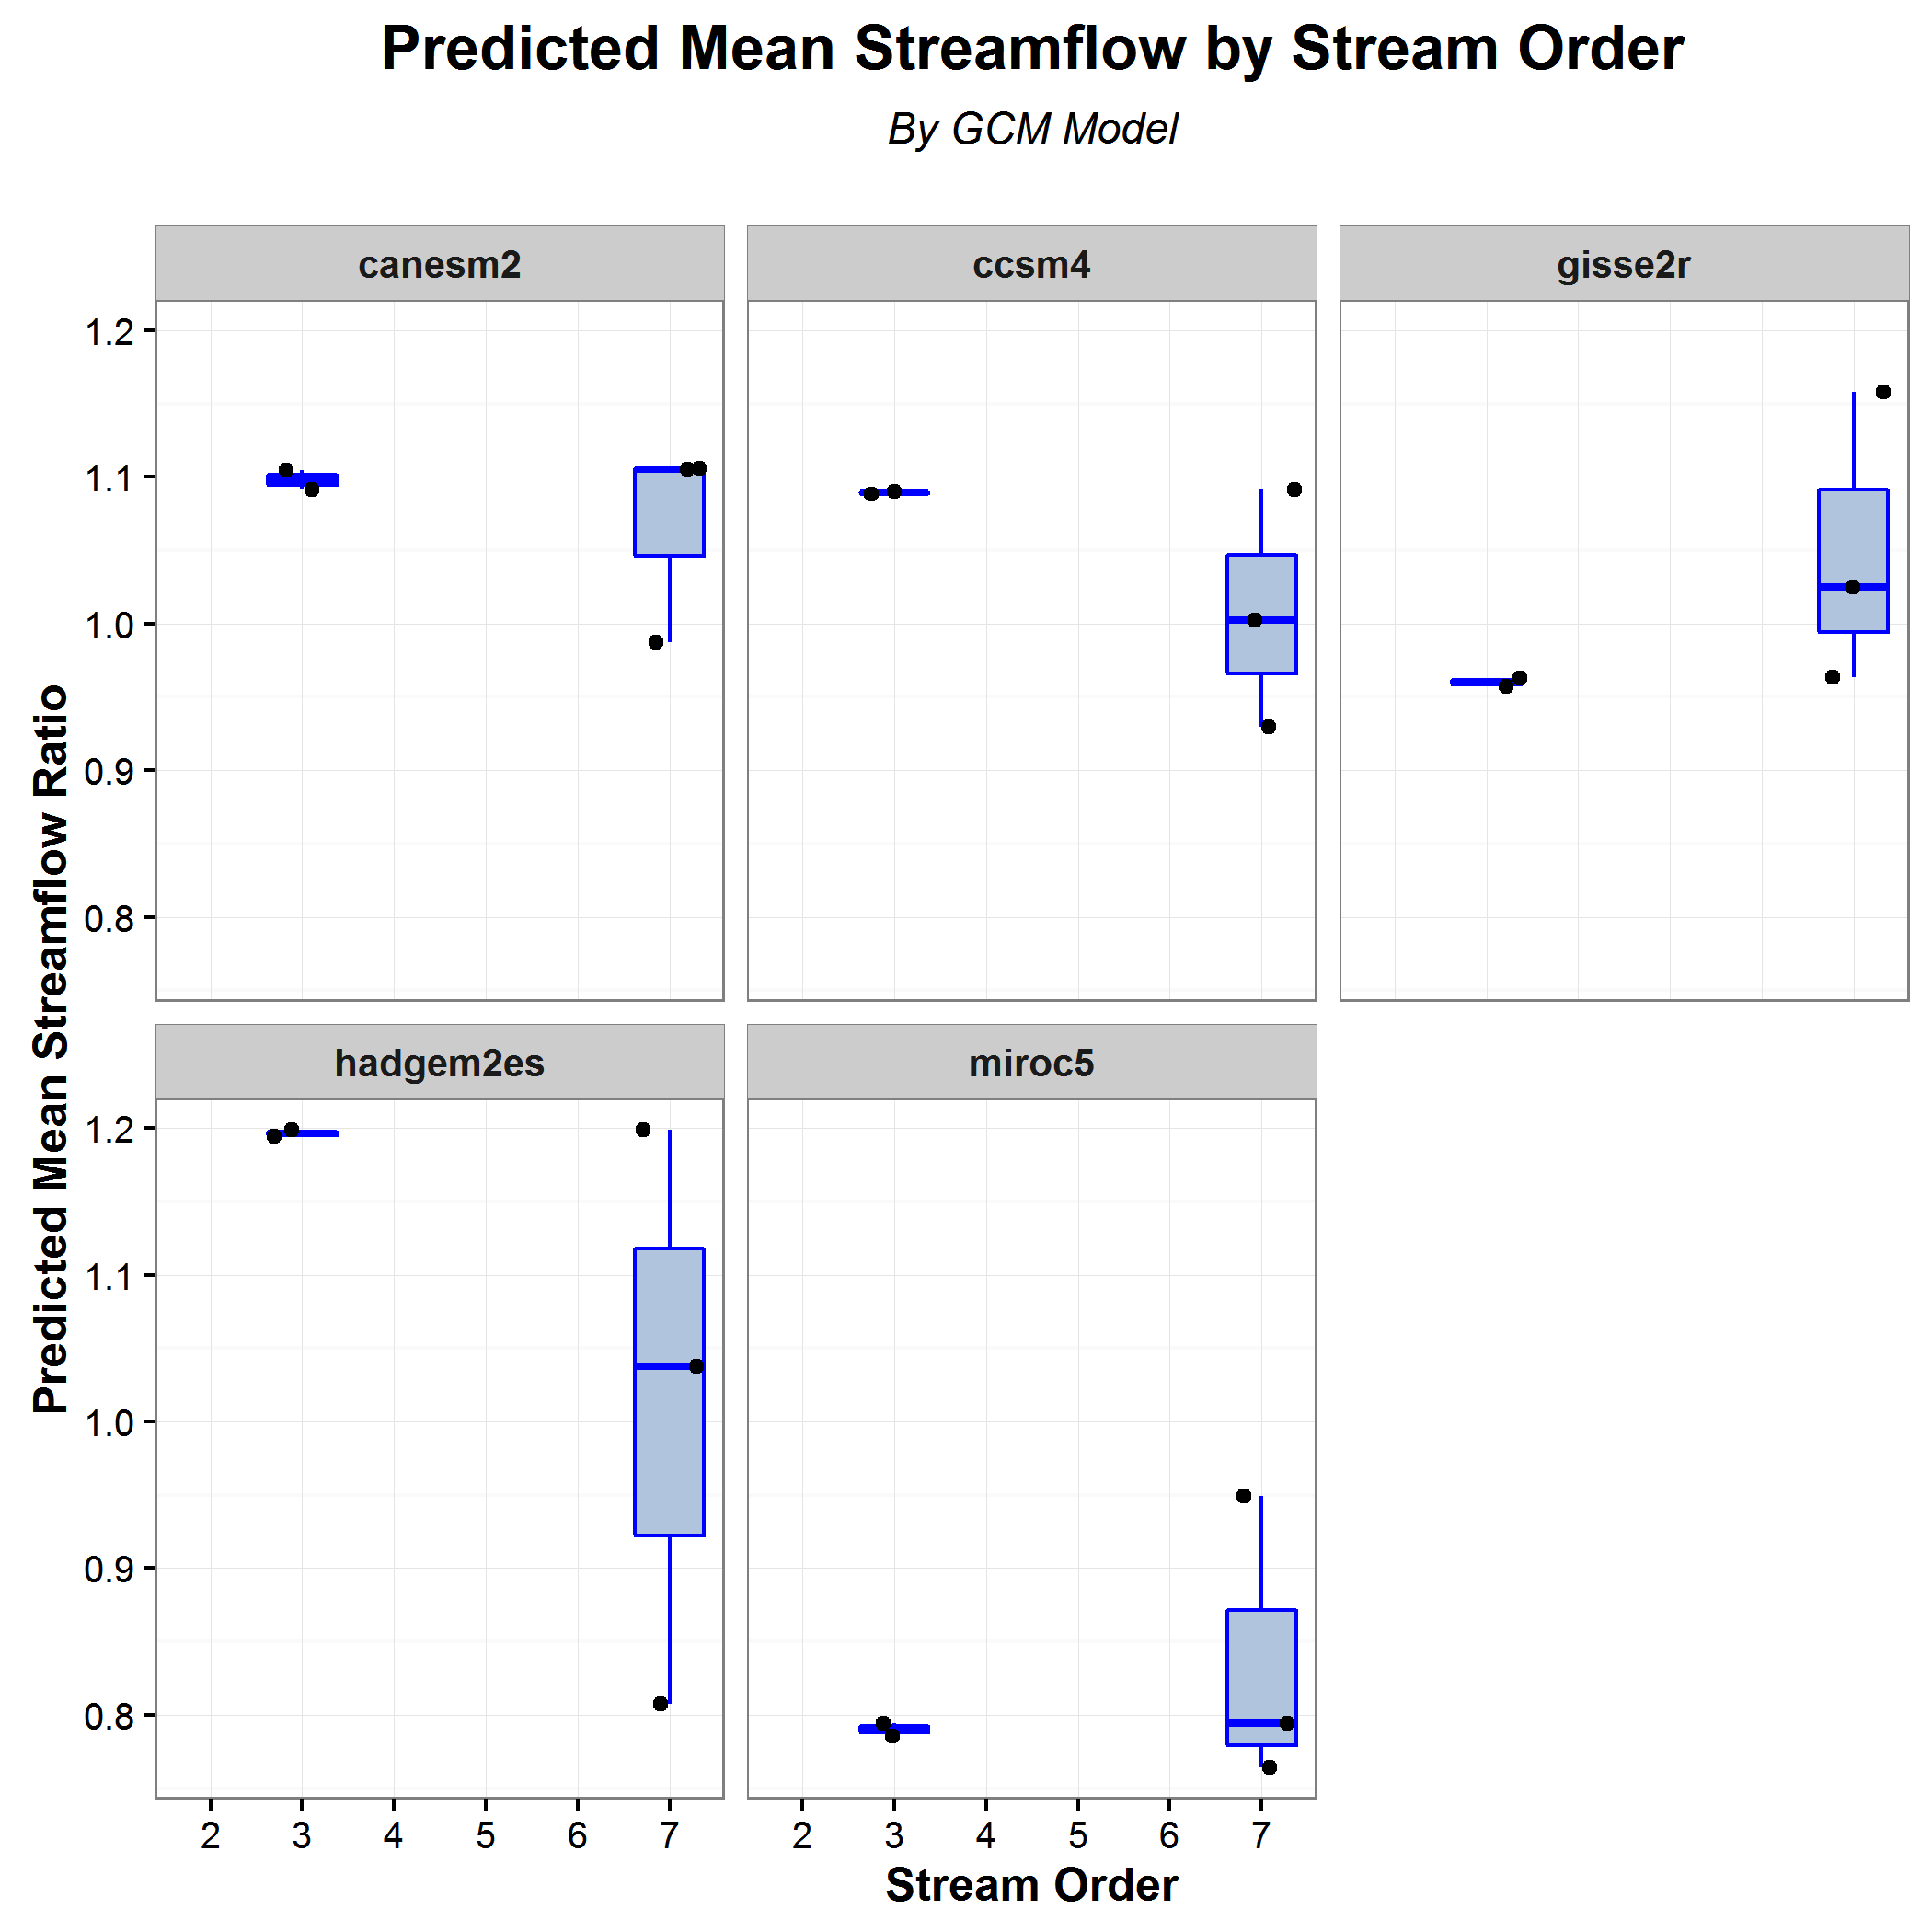 Predicted Mean Streamflow by Stream Order
By GCM Model
canesm2
ccsm4
gisse2r
1.2
1.1
1.0
0.9
0.8
Predicted Mean Streamflow Ratio
hadgem2es
miroc5
1.2
1.1
1.0
0.9
0.8
2 3 4 5 6 7
2 3 4 5 6 7
Stream Order